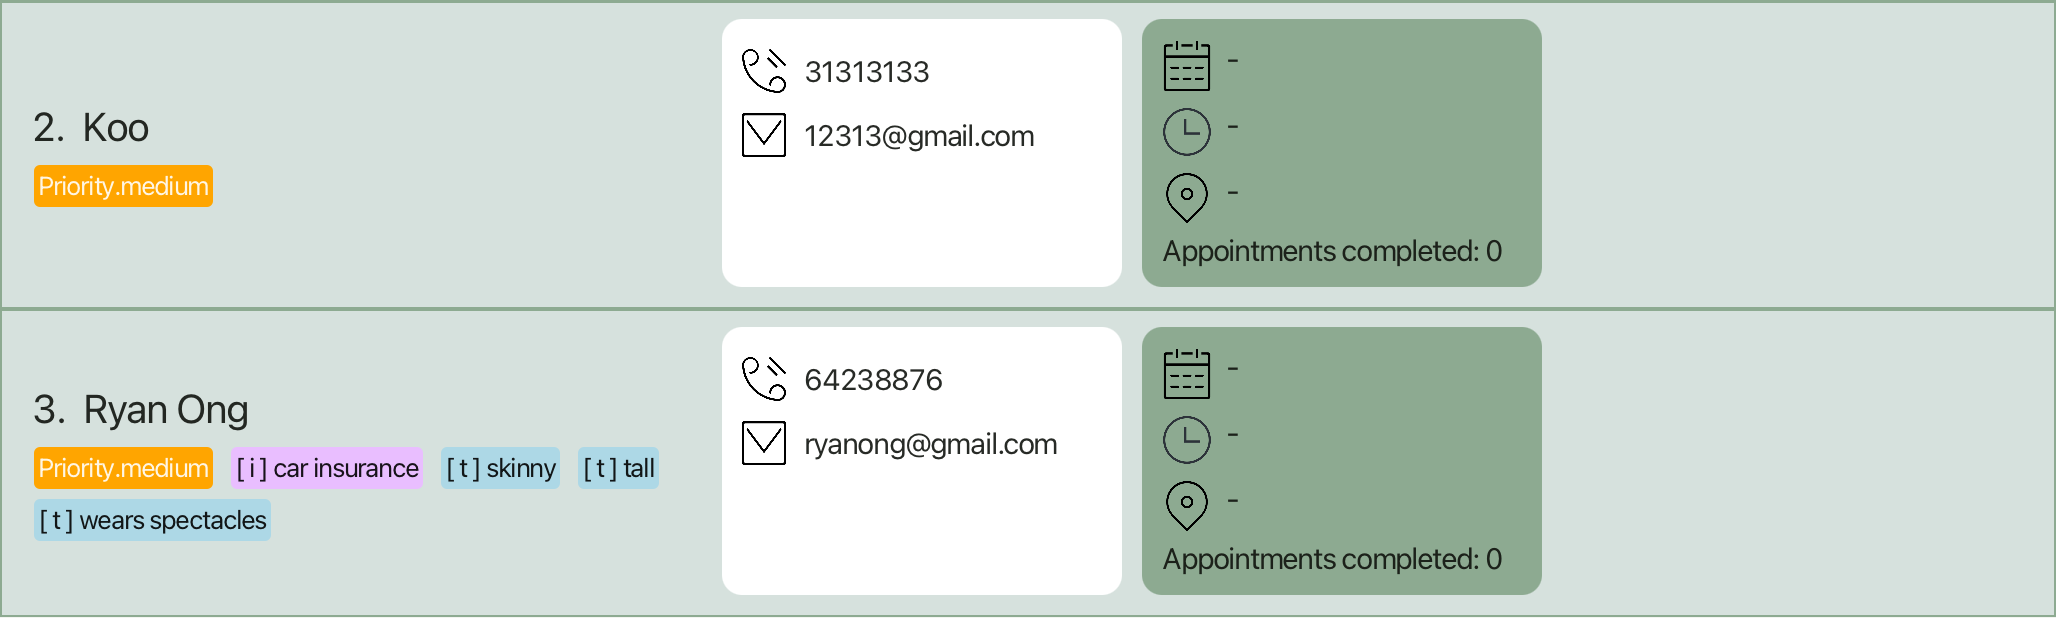 2. Koo
Priority.medium
31313133
12313@gmail.com
-
-
-
Appointments completed: 0
3. Ryan Ong
Priority.medium [i] car insurance [t] skinny [t] tall
[t] wears spectacles
64238876
ryanong@gmail.com
-
-
-
Appointments completed: 0